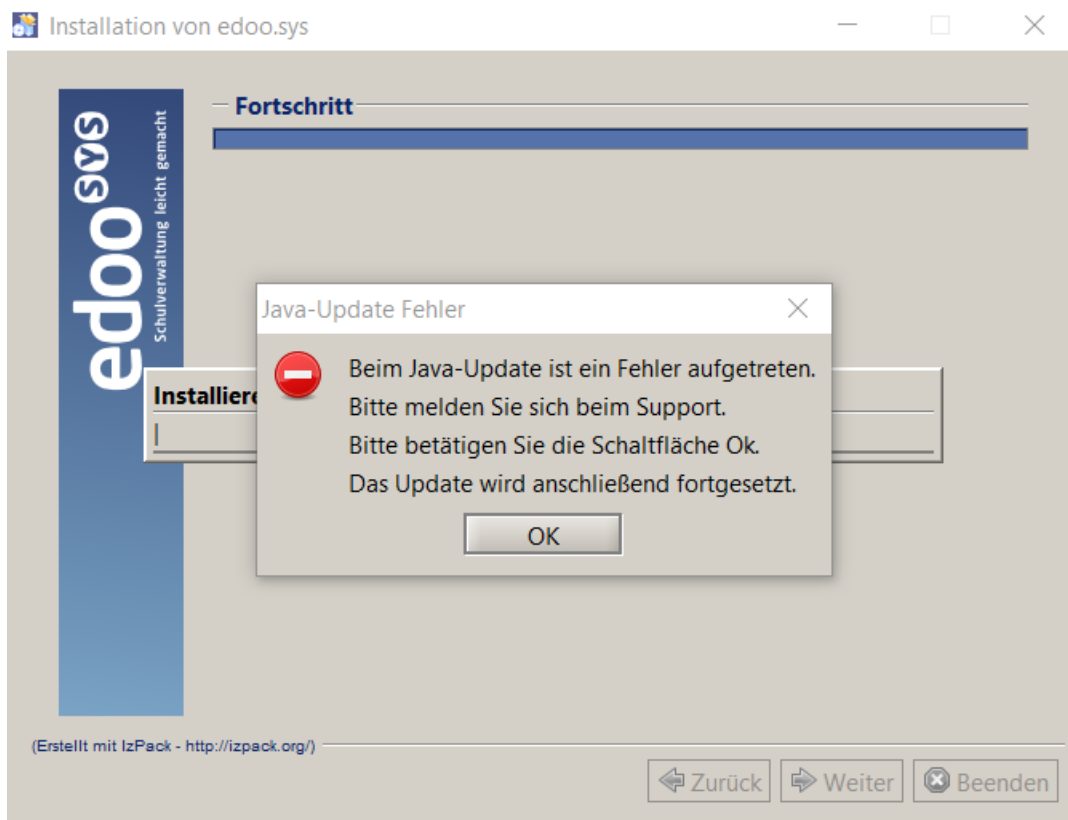 Installation von edoo.sys
Fortschritt
edoo sys
Schulverwaltung leicht gemacht
Java-Update Fehler
Beim Java-Update ist ein Fehler aufgetreten.
Bitte melden Sie sich beim Support.
Bitte betätigen Sie die Schaltfläche Ok.
Das Update wird anschließend fortgesetzt.
OK
(Erstellt mit IzPack - http://izpack.org/)
Zurück
Weiter
Beenden